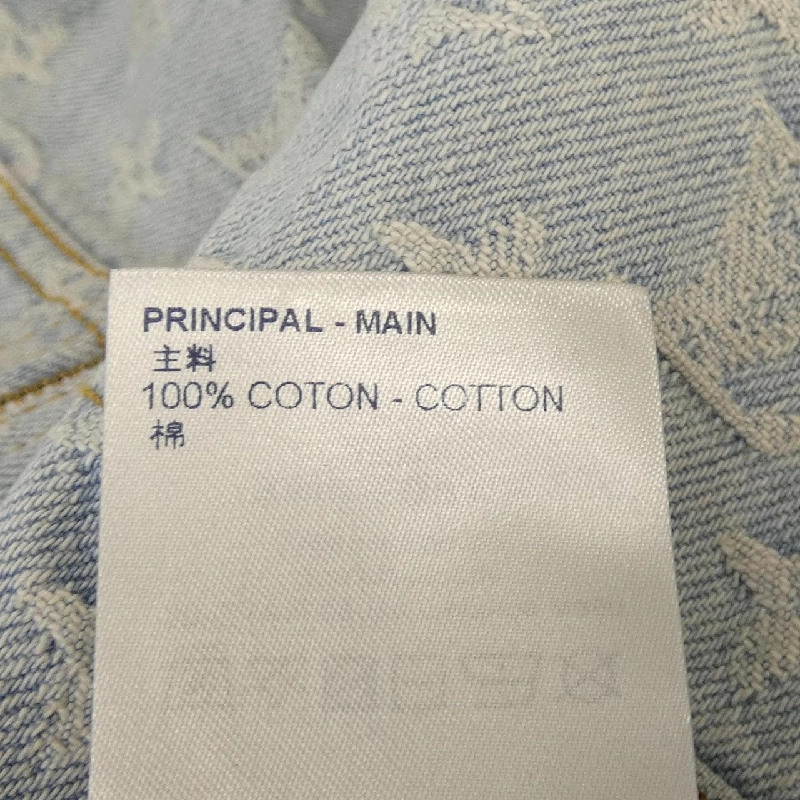 PRINCIPAL - MAIN
主料
100% COTON - COTTON
棉